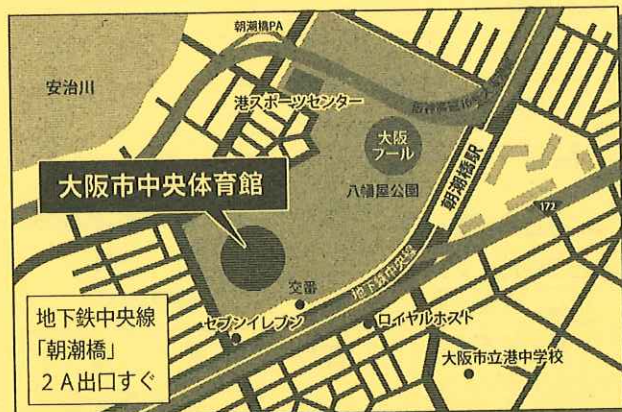 朝潮橋PA
安治川
港スポーツセンター
大阪
プール
大阪市中央体育館
八幡屋公園
朝潮橋駅
172
地下鉄中央線
交番
セブンイレブン
ロイヤルホスト
大阪市立港中学校
地下鉄中央線
「朝潮橋」
2A出口すぐ